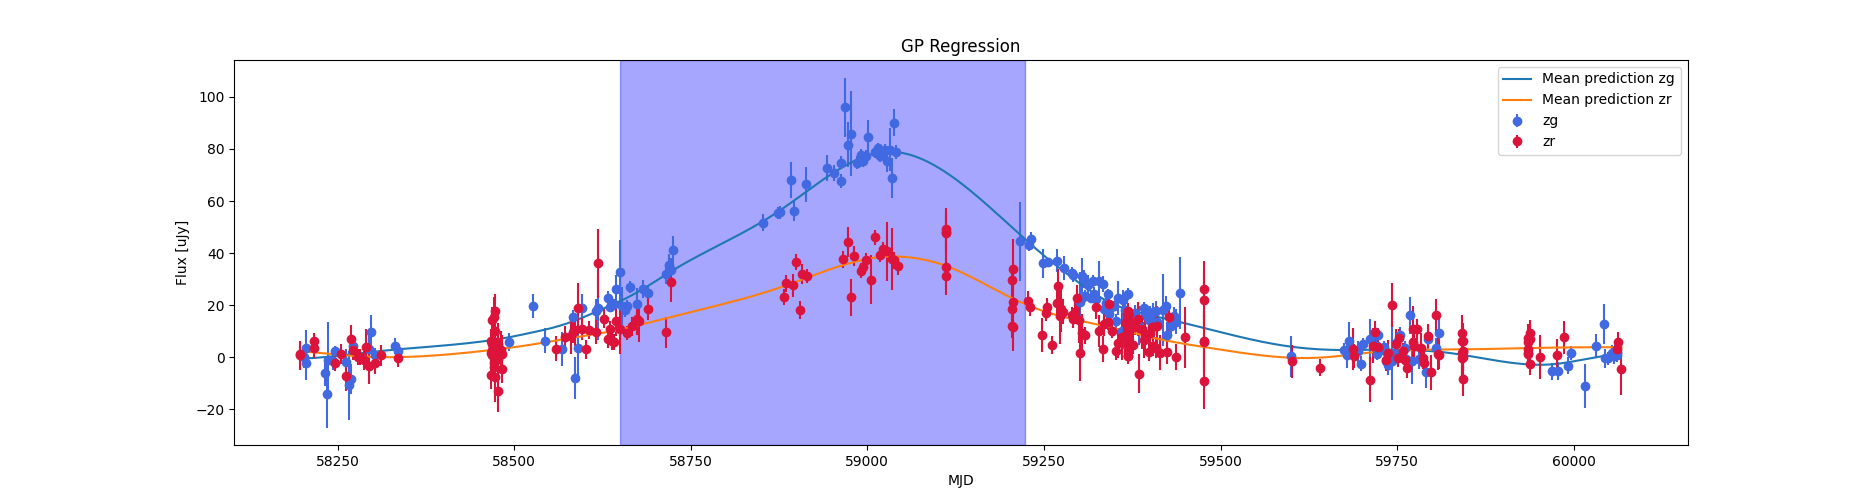 GP Regression
Flux [uJy]
100
80
60
40
20
0
−20
58250
58500
58750
59000
59250
59500
59750
60000
MJD
Mean prediction zg
Mean prediction zr
zg
zr